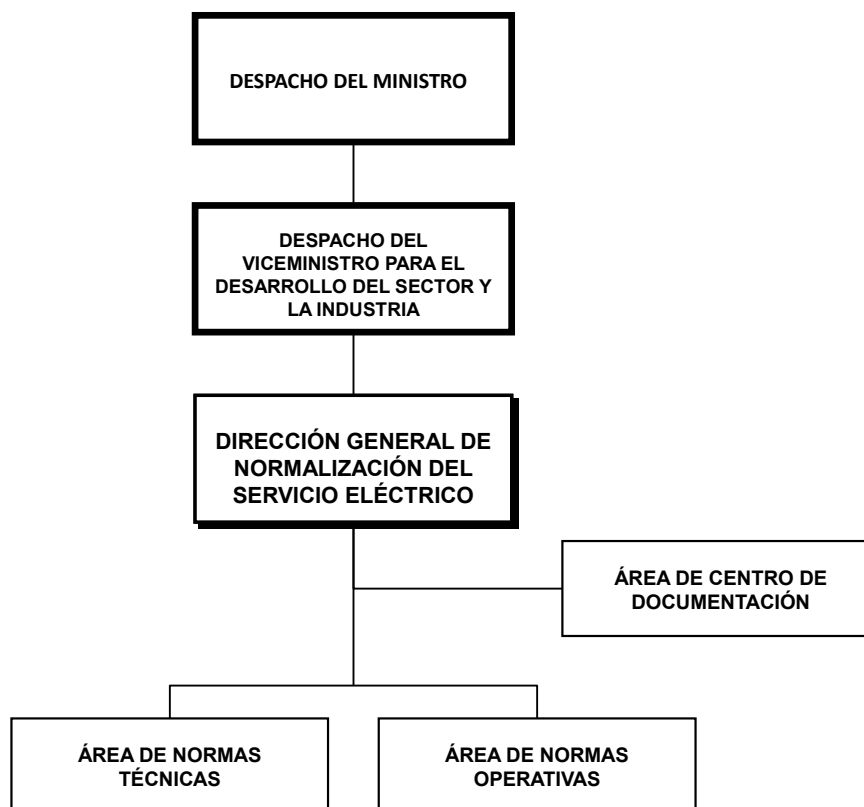 DESPACHO DEL MINISTRO
DESPACHO DEL
VICEMINISTRO PARA EL
DESARROLLO DEL SECTOR Y
LA INDUSTRIA
DIRECCIÓN GENERAL DE
NORMALIZACIÓN DEL
SERVICIO ELÉCTRICO
ÁREA DE CENTRO DE
DOCUMENTACIÓN
ÁREA DE NORMAS
TÉCNICAS
ÁREA DE NORMAS
OPERATIVAS